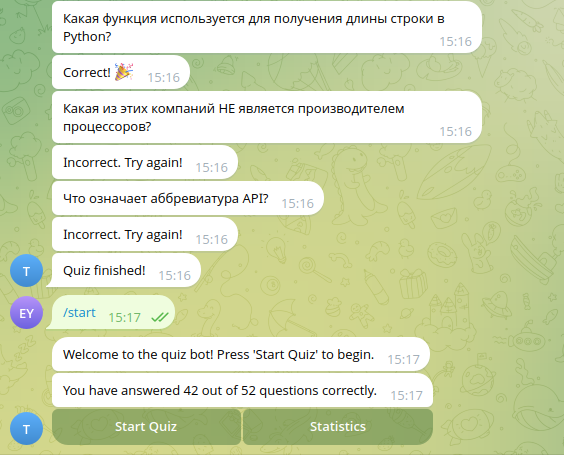 Какая функция используется для получения длины строки в
Python?
15:16
Correct! 🎉 15:16
Какая из этих компаний НЕ является производителем
процессоров?
15:16
Incorrect. Try again! 15:16
Что означает аббревиатура API? 15:16
Incorrect. Try again! 15:16
T Quiz finished! 15:16
EY /start 15:17
Welcome to the quiz bot! Press 'Start Quiz' to begin. 15:17
You have answered 42 out of 52 questions correctly. 15:17
T Start Quiz Statistics